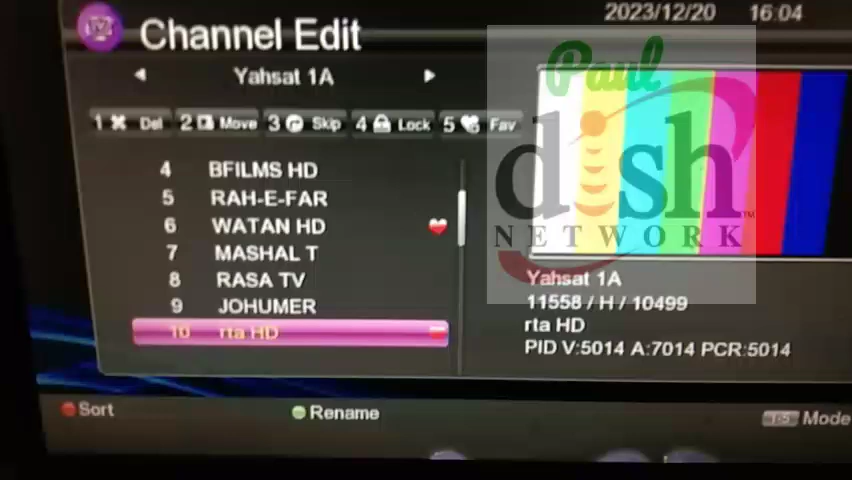 2023/12/20 16:04
Channel Edit
Yahsat 1A
1 Del 2 Move 3 Skip 4 Lock 5 Fav
4 BFILMS HD
5 RAH-E-FAR
6 WATAN HD
7 MASHAL T
8 RASA TV
9 JOHUMER
10 rta HD
Paul
dish
NETWORK
TM
Yahsat 1A
11558 / H / 10499
rta HD
PID V:5014 A:7014 PCR:5014
Sort
Rename
Mode